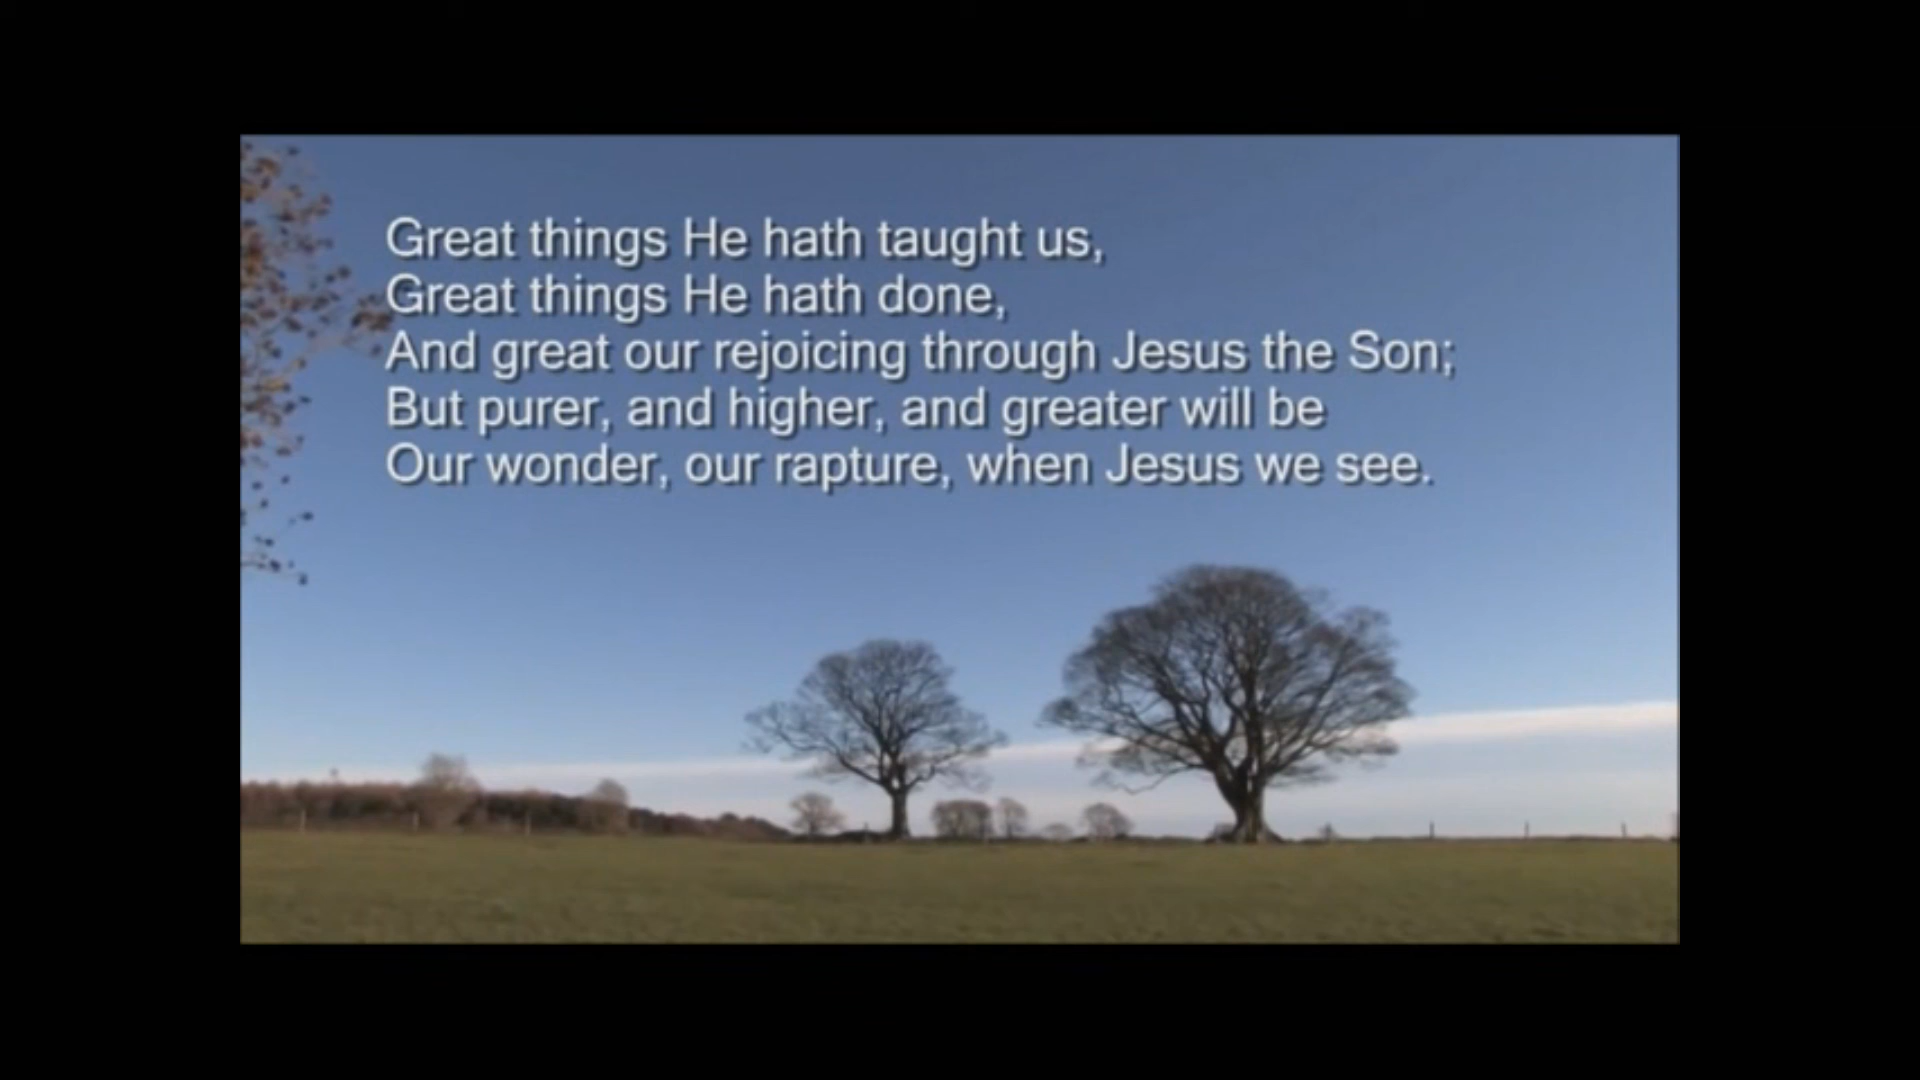 Great things He hath taught us,
Great things He hath done,
And great our rejoicing through Jesus the Son;
But purer, and higher, and greater will be
Our wonder, our rapture, when Jesus we see.